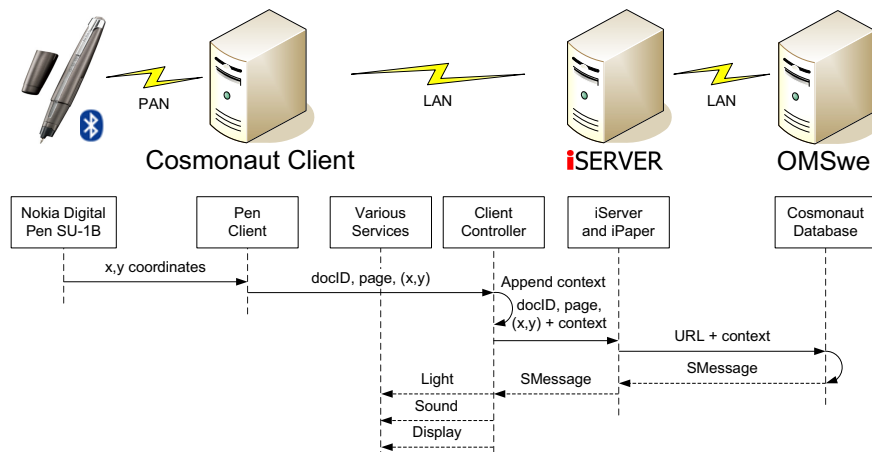 PAN
LAN
LAN
Cosmonaut Client
iSERVER
OMSwe
Nokia Digital
Pen SU-1B
Pen
Client
Various
Services
Client
Controller
iServer
and iPaper
Cosmonaut
Database
x,y coordinates
docID, page, (x,y)
Append context
docID, page,
(x,y) + context
URL + context
SMessage
Light
SMessage
Sound
Display